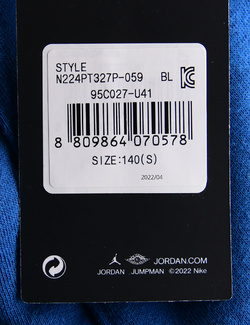 STYLE
N224PT327P-059 BL
95C027-U41
8 809864 070578
SIZE:140(S)
2022/04
JORDAN.COM
JORDAN . JUMPMAN ©2022 Nike